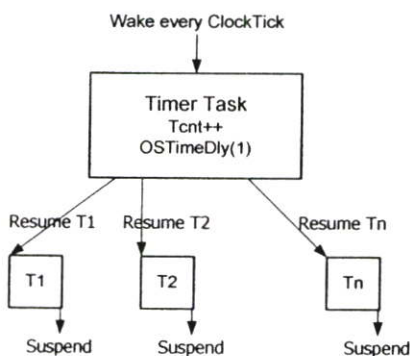 Wake every ClockTick
Timer Task
Tcnt++
OSTimeDly(1)
Resume T1
Resume T2
Resume Tn
T1
T2
Tn
Suspend
Suspend
Suspend